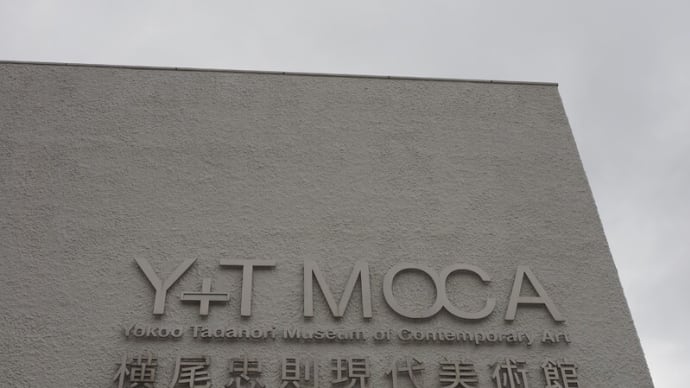 Y+T MOCA
Yokoo Tadanori Museum of Contemporary Art
横尾忠則現代美術館